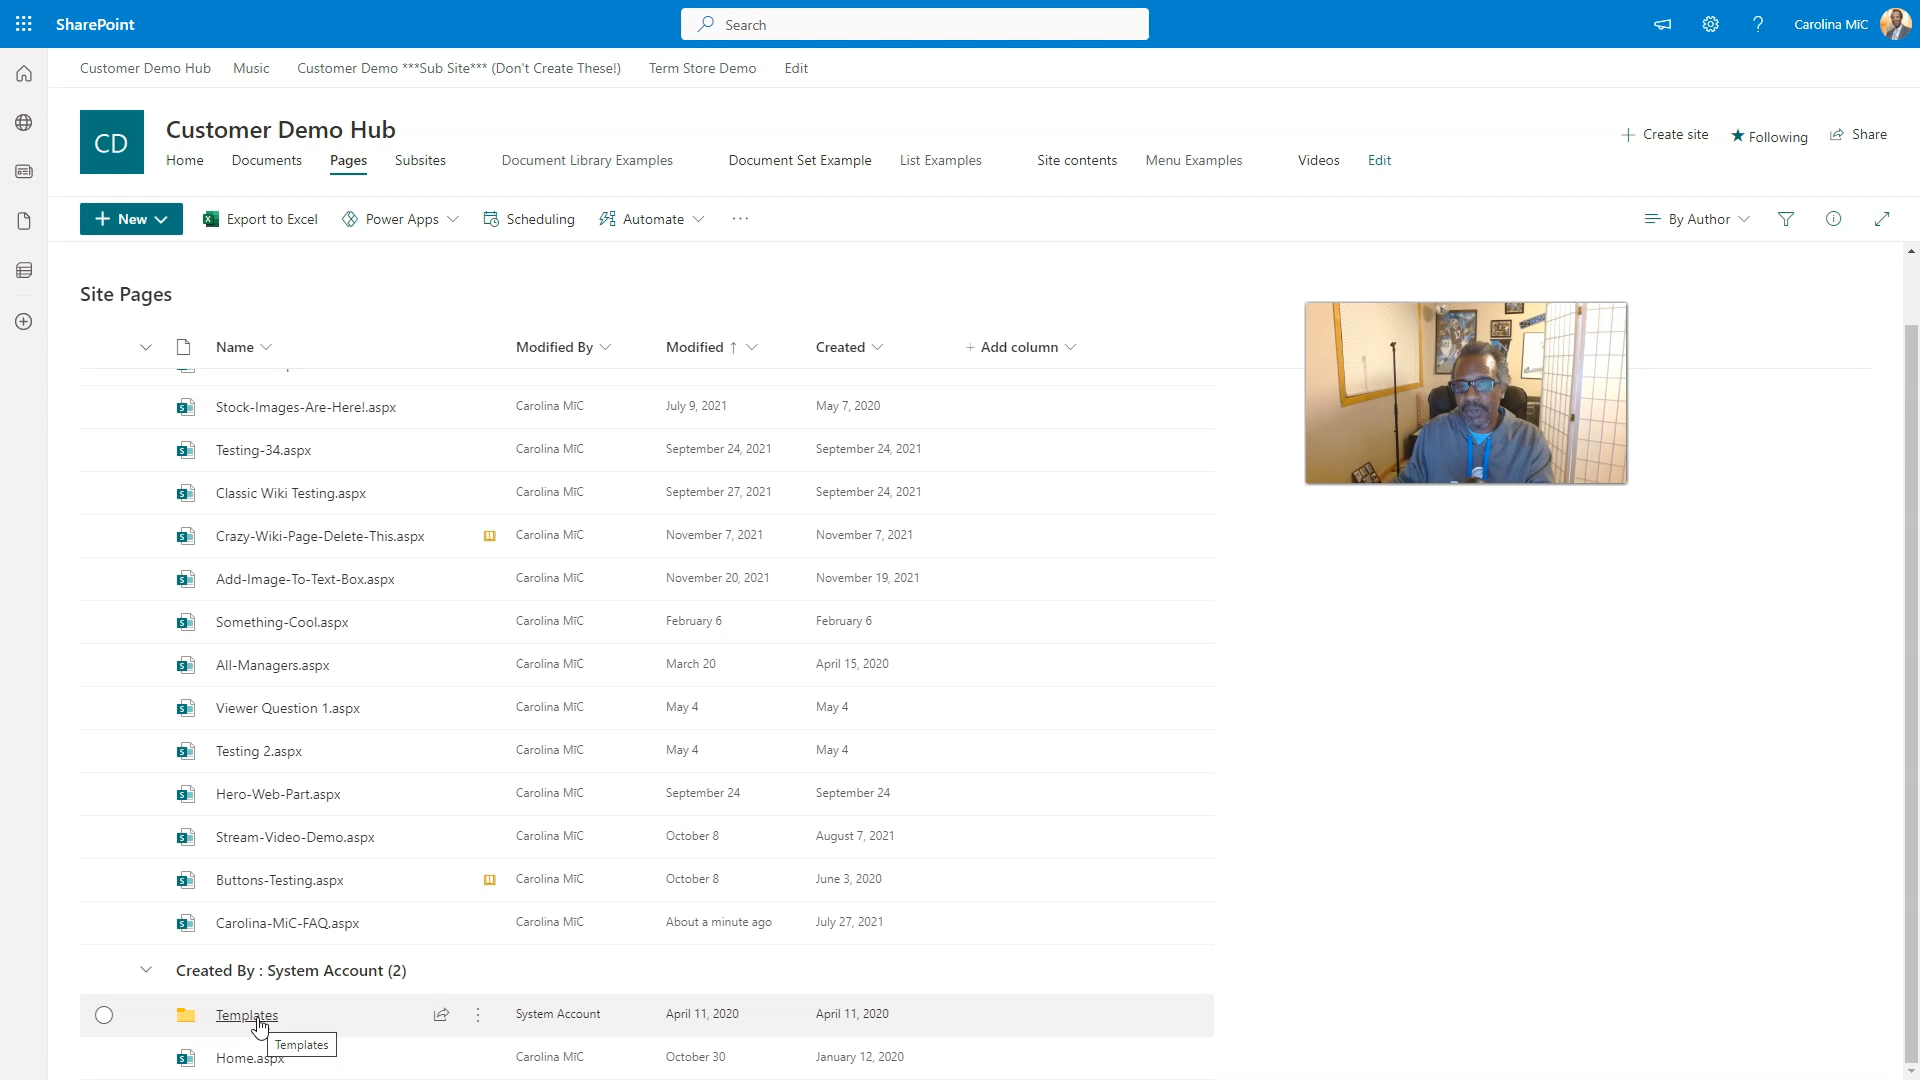 SharePoint
Search
Carolina MiC
Customer Demo Hub
Music
Customer Demo ***Sub Site*** (Don't Create These!)
Term Store Demo
Edit
CD
Customer Demo Hub
Create site
Following
Share
Home
Documents
Pages
Subsites
Document Library Examples
Document Set Example
List Examples
Site contents
Menu Examples
Videos
Edit
New
Export to Excel
Power Apps
Scheduling
Automate
By Author
Site Pages
Name
Modified By
Modified ↑
Created
+ Add column
Stock-Images-Are-Here!.aspx Carolina MiC July 9, 2021 May 7, 2020
Testing-34.aspx Carolina MiC September 24, 2021 September 24, 2021
Classic Wiki Testing.aspx Carolina MiC September 27, 2021 September 24, 2021
Crazy-Wiki-Page-Delete-This.aspx Carolina MiC November 7, 2021 November 7, 2021
Add-Image-To-Text-Box.aspx Carolina MiC November 20, 2021 November 19, 2021
Something-Cool.aspx Carolina MiC February 6 February 6
All-Managers.aspx Carolina MiC March 20 April 15, 2020
Viewer Question 1.aspx Carolina MiC May 4 May 4
Testing 2.aspx Carolina MiC May 4 May 4
Hero-Web-Part.aspx Carolina MiC September 24 September 24
Stream-Video-Demo.aspx Carolina MiC October 8 August 7, 2021
Buttons-Testing.aspx Carolina MiC October 8 June 3, 2020
Carolina-MiC-FAQ.aspx Carolina MiC About a minute ago July 27, 2021
Created By : System Account (2)
Templates System Account April 11, 2020 April 11, 2020
Templates
Home.aspx Carolina MiC October 30 January 12, 2020